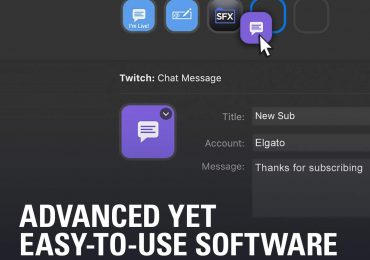 I'm Live!
SFX
Twitch: Chat Message
Title: New Sub
Account: Elgato
Message: Thanks for subscribing
ADVANCED YET
EASY-TO-USE SOFTWARE